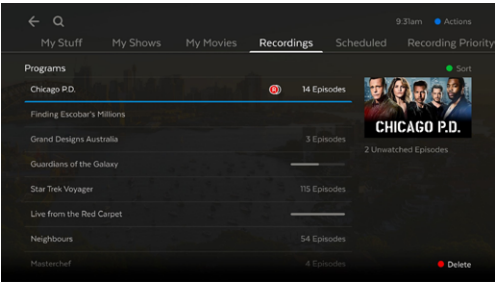 9:31am Actions
My Stuff My Shows My Movies Recordings Scheduled Recording Priority
Programs
Sort
Chicago P.D. R 14 Episodes
Finding Escobar's Millions
CHICAGO P.D.
Grand Designs Australia 3 Episodes
2 Unwatched Episodes
Guardians of the Galaxy
Star Trek Voyager 115 Episodes
Live from the Red Carpet
Neighbours 54 Episodes
Masterchef 4 Episodes
Delete